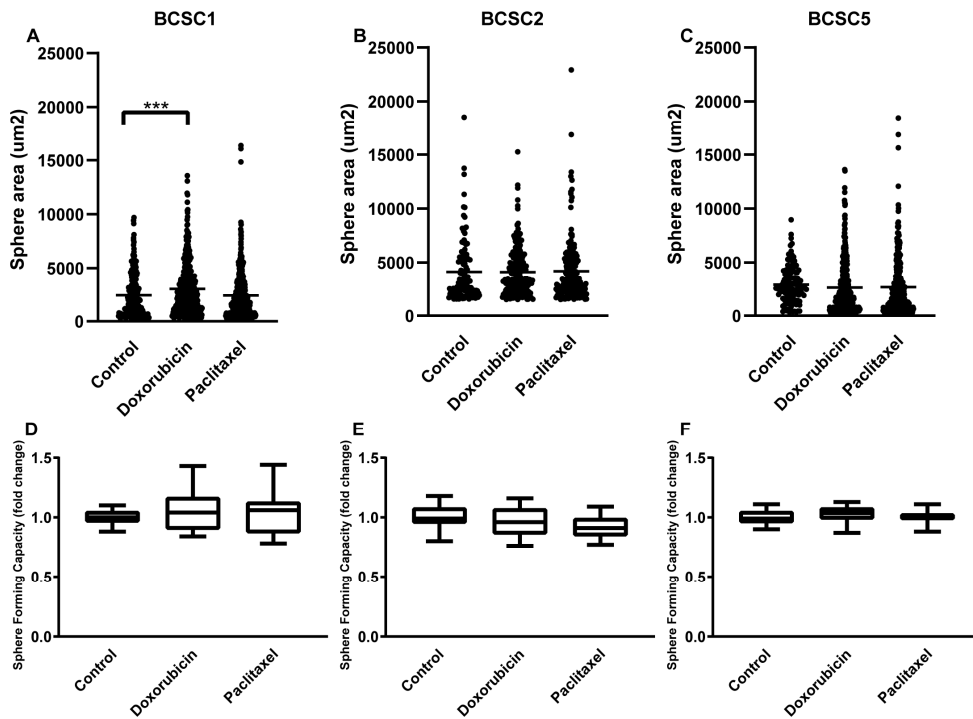 BCSC1
BCSC2
BCSC5
A
Sphere area (um2)
25000
20000
15000
10000
5000
0
***
Control
Doxorubicin
Paclitaxel
B
Sphere area (um2)
25000
20000
15000
10000
5000
0
Control
Doxorubicin
Paclitaxel
C
Sphere area (um2)
25000
20000
15000
10000
5000
0
Control
Doxorubicin
Paclitaxel
D
Sphere Forming Capacity (fold change)
1.5
1.0
0.5
0.0
Control
Doxorubicin
Paclitaxel
E
Sphere Forming Capacity (fold change)
1.5
1.0
0.5
0.0
Control
Doxorubicin
Paclitaxel
F
Sphere Forming Capacity (fold change)
1.5
1.0
0.5
0.0
Control
Doxorubicin
Paclitaxel